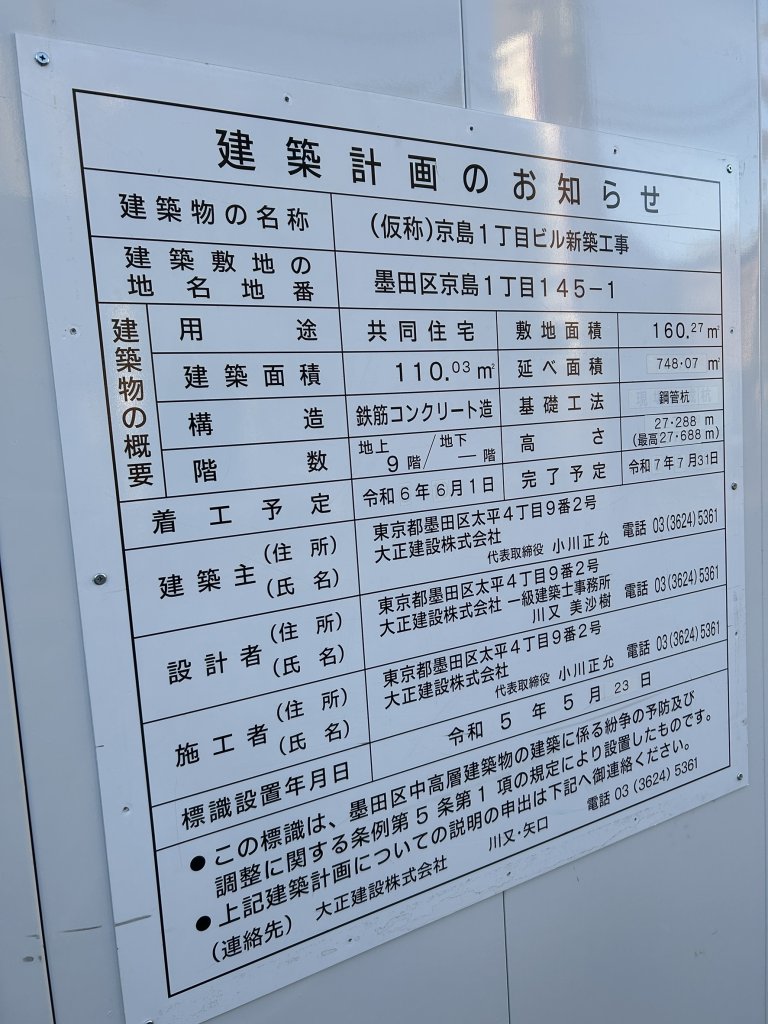 建築計画のお知らせ
建築物の名称 (仮称)京島1丁目ビル新築工事
建築敷地の
地名地番 墨田区京島1丁目145-1
建築物の概要
用途 共同住宅 敷地面積 160.27㎡
建築面積 110.03㎡ 延べ面積 748.07㎡
構造 鉄筋コンクリート造 基礎工法 鋼管杭
階数 地上9階/地下—階 高さ 27.288m
(最高27.688m)
着工予定 令和6年6月1日 完了予定 令和7年7月31日
建築主(住所) 東京都墨田区太平4丁目9番2号
(氏名) 大正建設株式会社 代表取締役 小川正允 電話 03(3624)5361
設計者(住所) 東京都墨田区太平4丁目9番2号
(氏名) 大正建設株式会社 一級建築士事務所
川又 美沙樹 電話 03(3624)5361
施工者(住所) 東京都墨田区太平4丁目9番2号
(氏名) 大正建設株式会社 代表取締役 小川正允 電話 03(3624)5361
標識設置年月日 令和5年5月23日
●この標識は、墨田区中高層建築物の建築に係る紛争の予防及び
調整に関する条例第5条第1項の規定により設置したものです。
●上記建築計画についての説明の申出は下記へ御連絡ください。
(連絡先) 大正建設株式会社 川又・矢口 電話 03(3624)5361